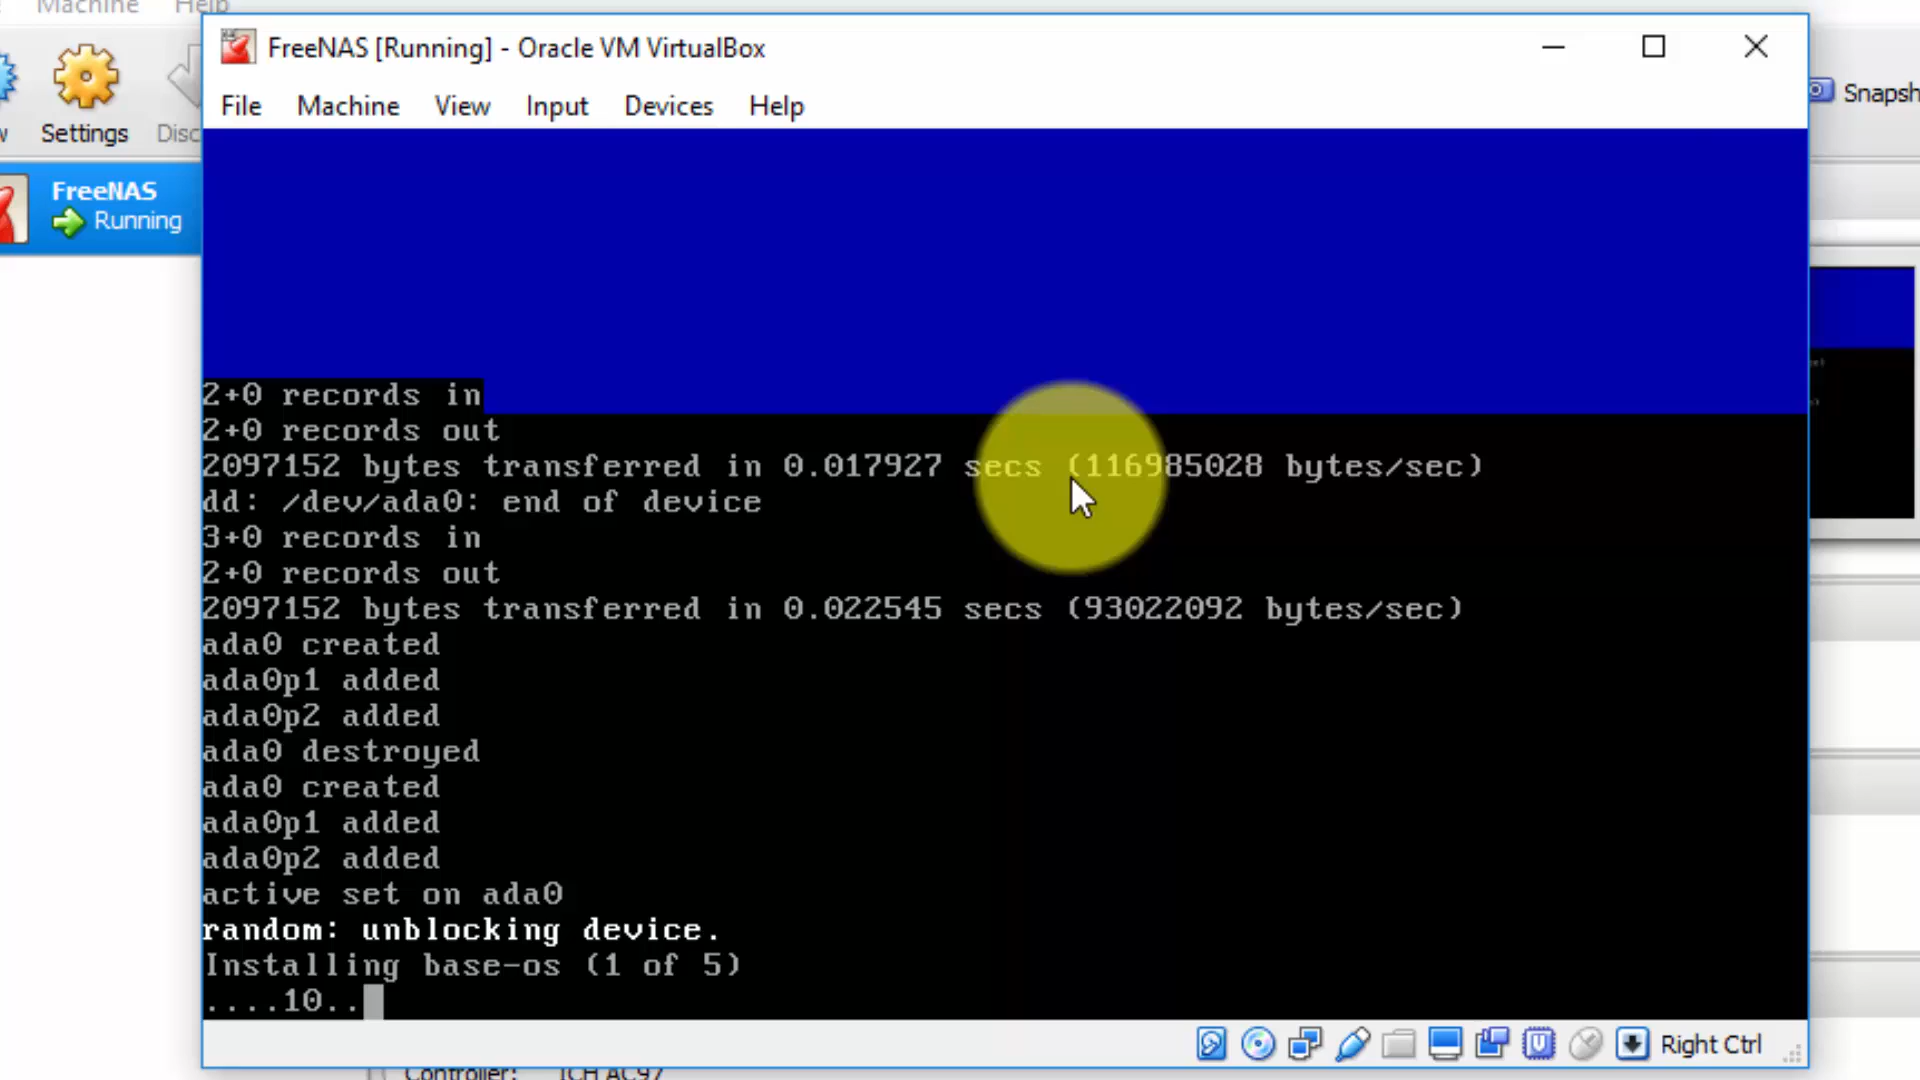 Machine Help
FreeNAS [Running] - Oracle VM VirtualBox
File Machine View Input Devices Help
Settings
FreeNAS
Running
2+0 records in
2+0 records out
2097152 bytes transferred in 0.017927 secs (116985028 bytes/sec)
dd: /dev/ada0: end of device
3+0 records in
2+0 records out
2097152 bytes transferred in 0.022545 secs (93022092 bytes/sec)
ada0 created
ada0p1 added
ada0p2 added
ada0 destroyed
ada0 created
ada0p1 added
ada0p2 added
active set on ada0
random: unblocking device.
Installing base-os (1 of 5)
....10..
Right Ctrl
Controller: ICH AC97